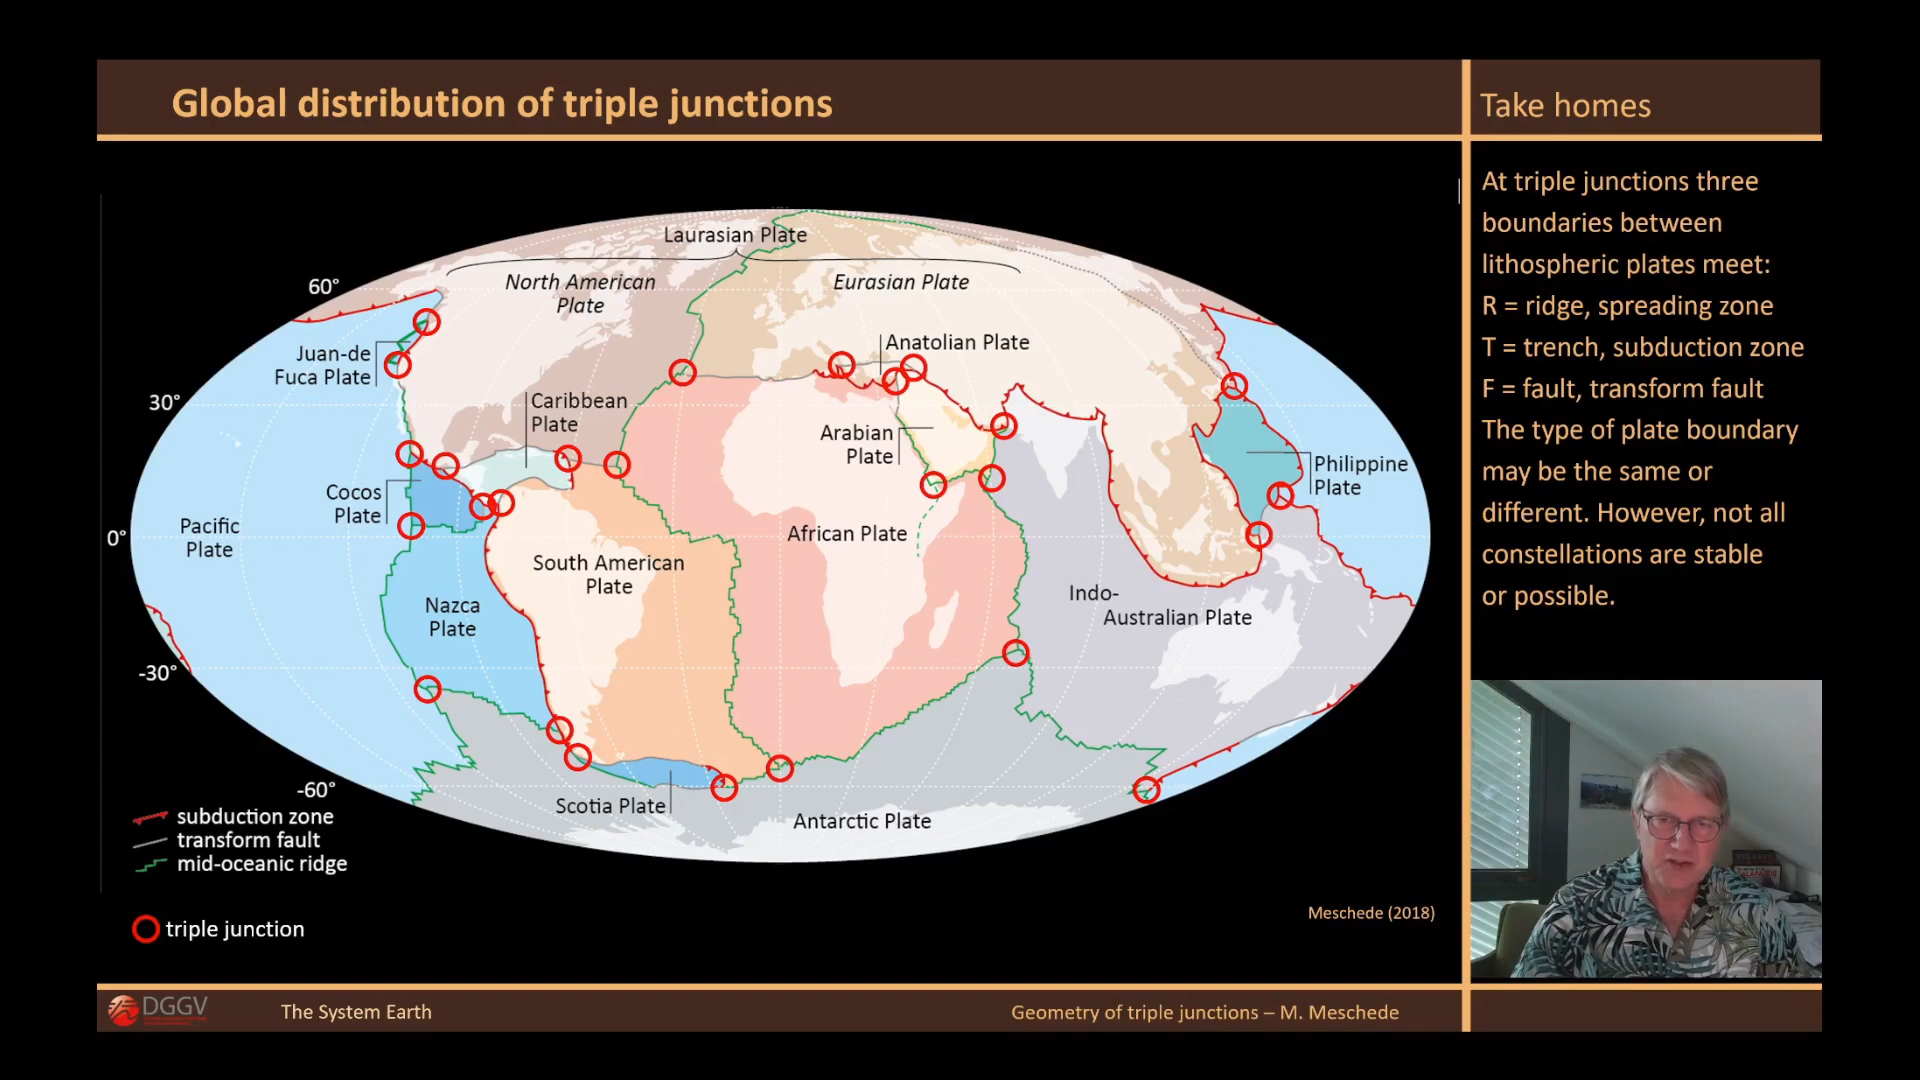 Global distribution of triple junctions
Take homes
At triple junctions three
boundaries between
lithospheric plates meet:
R = ridge, spreading zone
T = trench, subduction zone
F = fault, transform fault
The type of plate boundary
may be the same or
different. However, not all
constellations are stable
or possible.
Laurasian Plate
North American
Plate
Eurasian Plate
60°
Anatolian Plate
Juan-de
Fuca Plate
30°
Caribbean
Plate
Arabian
Plate
Philippine
Plate
Cocos
Plate
Pacific
Plate
0°
African Plate
South American
Plate
Nazca
Plate
Indo-
Australian Plate
-30°
-60°
Scotia Plate
Antarctic Plate
subduction zone
transform fault
mid-oceanic ridge
triple junction
Meschede (2018)
DGGV
The System Earth
Geometry of triple junctions – M. Meschede